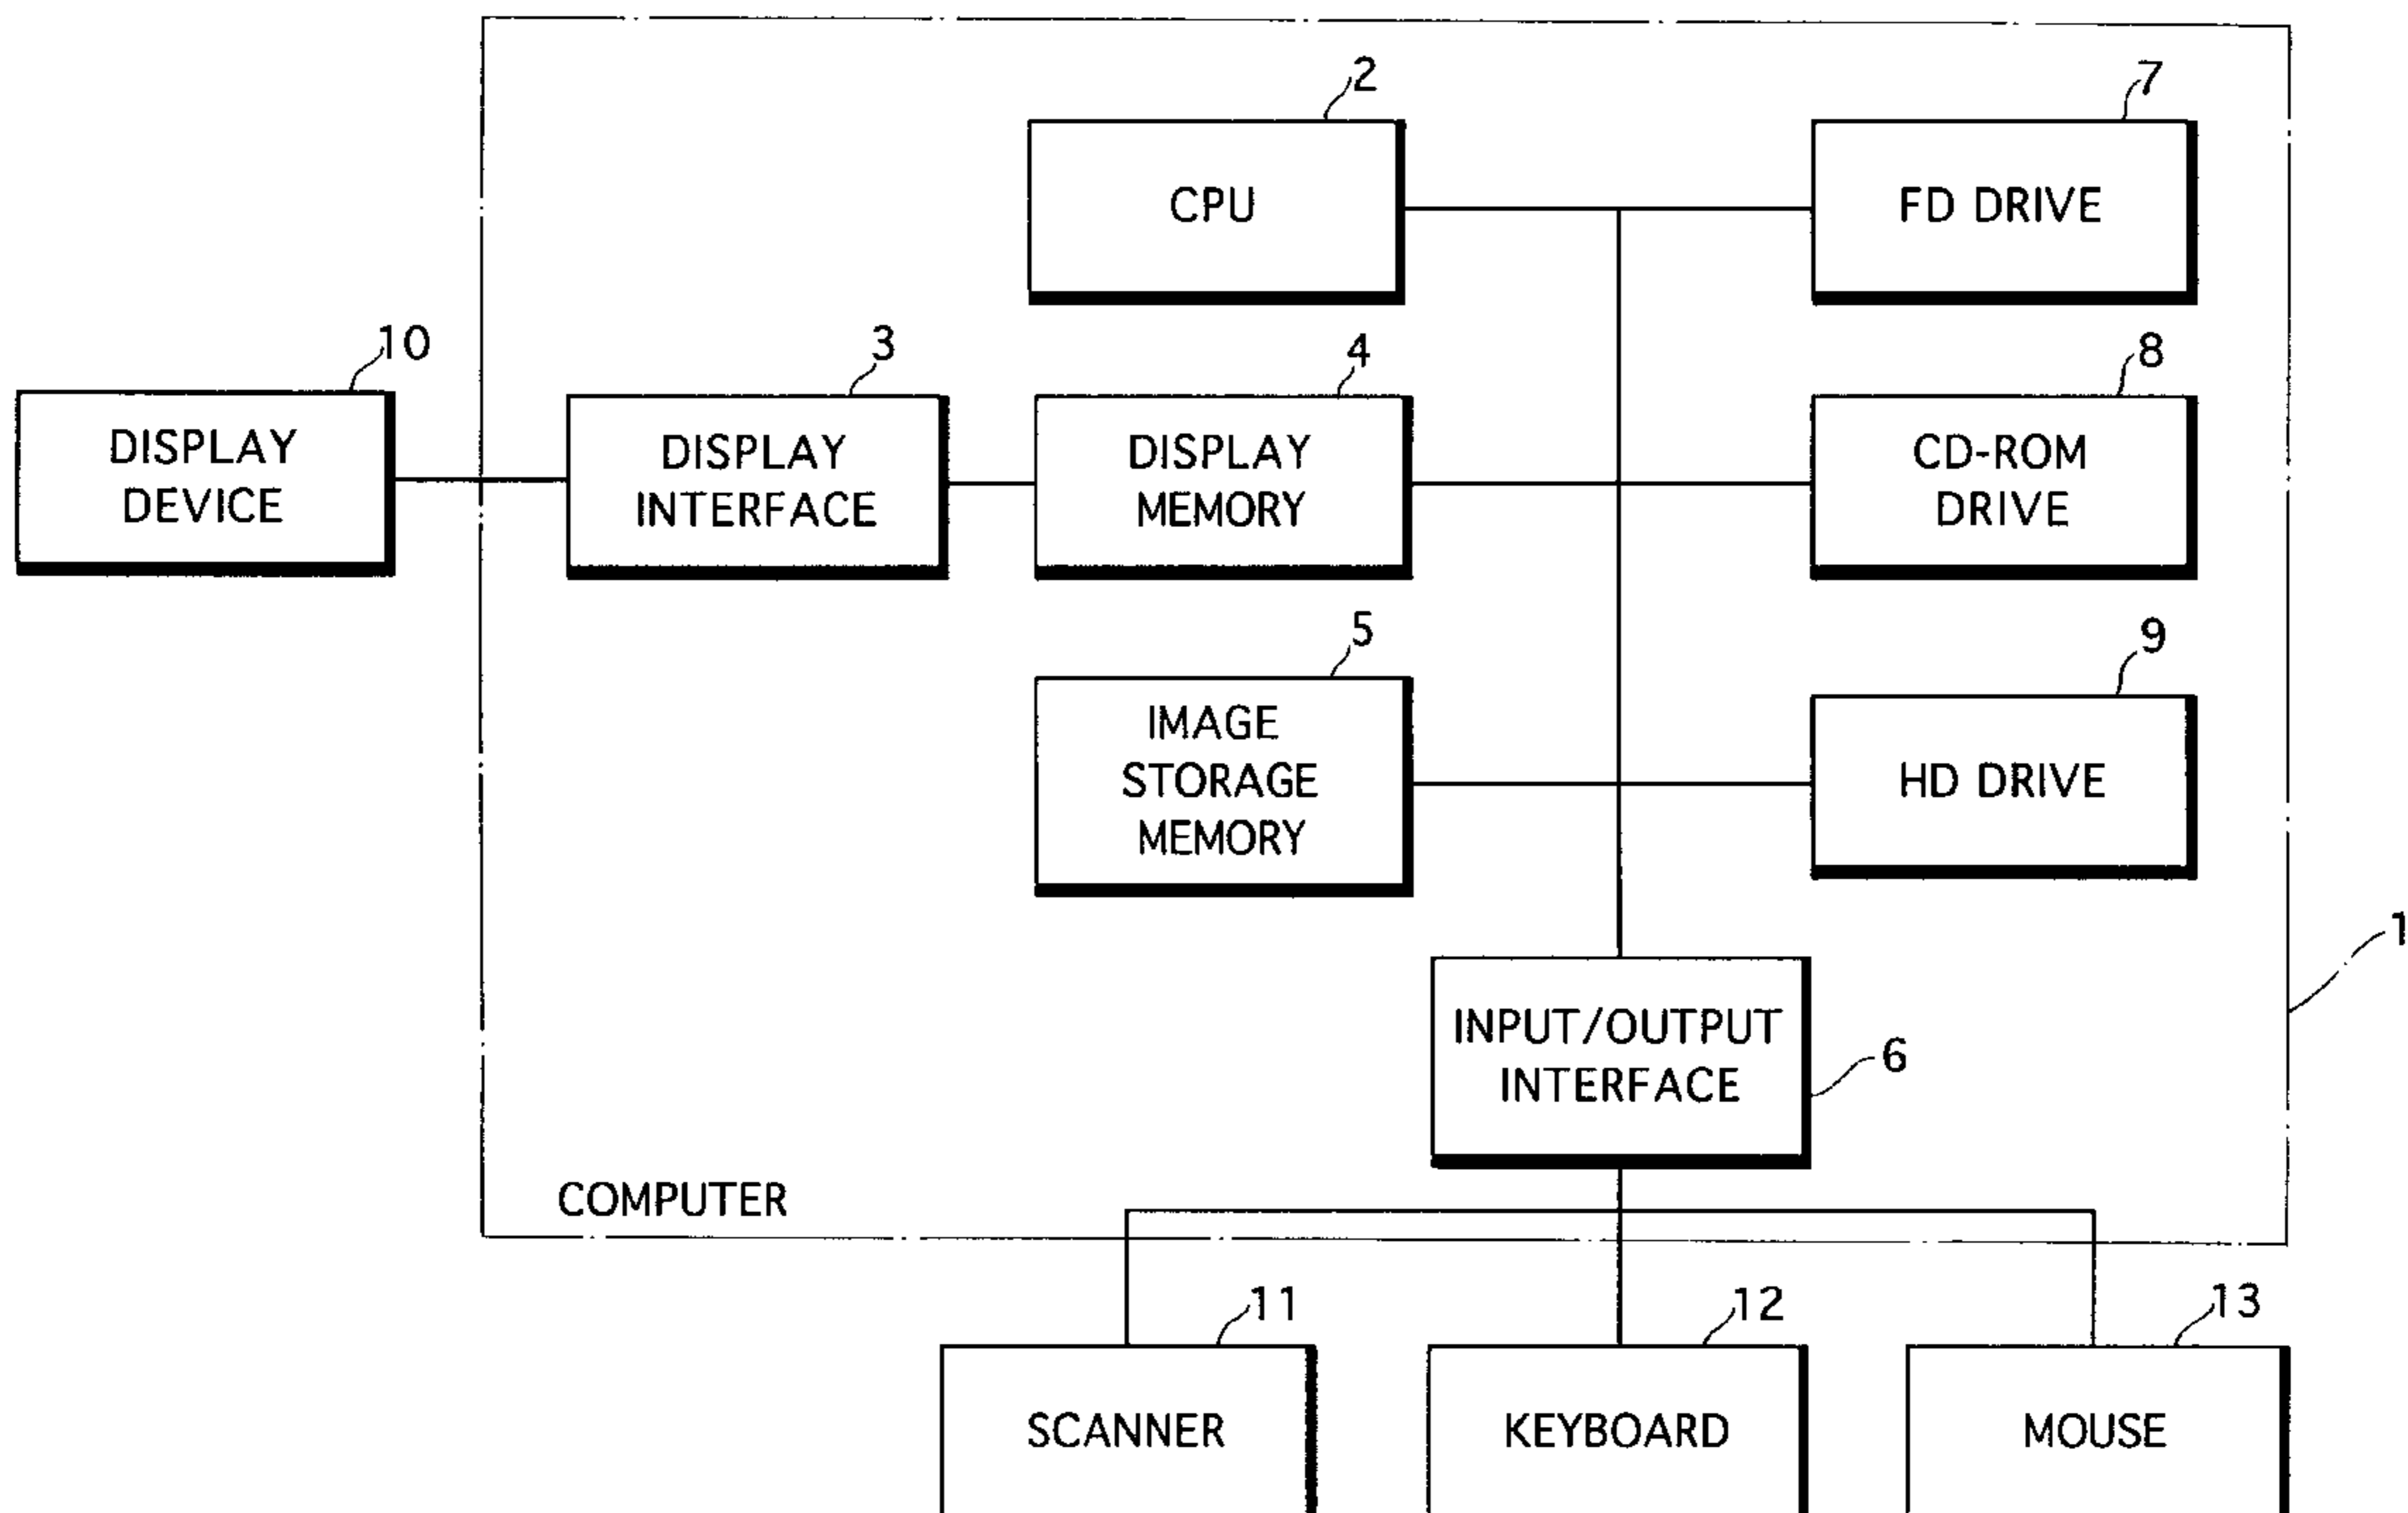 2
7
CPU
FD DRIVE
10
3
4
8
DISPLAY
DEVICE
DISPLAY
INTERFACE
DISPLAY
MEMORY
CD-ROM
DRIVE
5
9
IMAGE
STORAGE
MEMORY
HD DRIVE
1
INPUT/OUTPUT
INTERFACE
6
COMPUTER
11
12
13
SCANNER
KEYBOARD
MOUSE